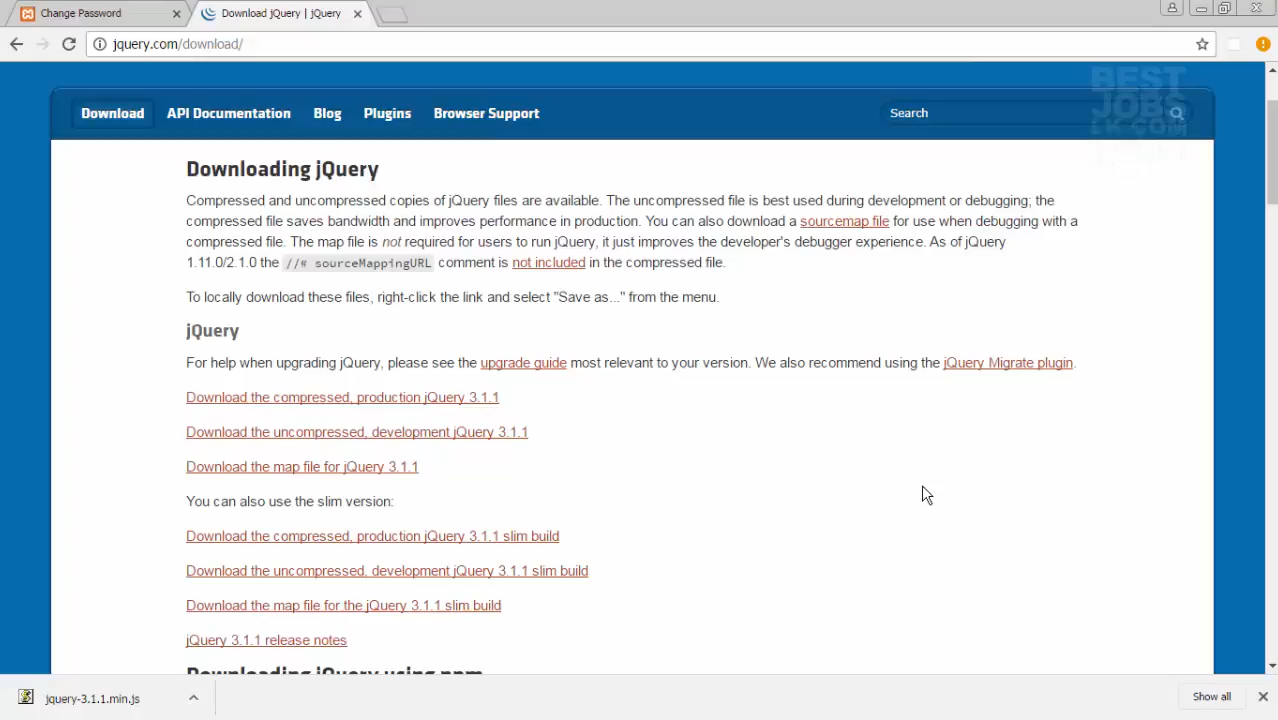 Change Password
Download jQuery | jQuery
jquery.com/download/
BEST
JOBS
LK.COM
Download API Documentation Blog Plugins Browser Support Search
Downloading jQuery
Compressed and uncompressed copies of jQuery files are available. The uncompressed file is best used during development or debugging; the
compressed file saves bandwidth and improves performance in production. You can also download a sourcemap file for use when debugging with a
compressed file. The map file is not required for users to run jQuery, it just improves the developer's debugger experience. As of jQuery
1.11.0/2.1.0 the //# sourceMappingURL comment is not included in the compressed file.
To locally download these files, right-click the link and select "Save as..." from the menu.
jQuery
For help when upgrading jQuery, please see the upgrade guide most relevant to your version. We also recommend using the jQuery Migrate plugin.
Download the compressed, production jQuery 3.1.1
Download the uncompressed, development jQuery 3.1.1
Download the map file for jQuery 3.1.1
You can also use the slim version:
Download the compressed, production jQuery 3.1.1 slim build
Download the uncompressed, development jQuery 3.1.1 slim build
Download the map file for the jQuery 3.1.1 slim build
jQuery 3.1.1 release notes
Downloading jQuery using npm
jquery-3.1.1.min.js
Show all